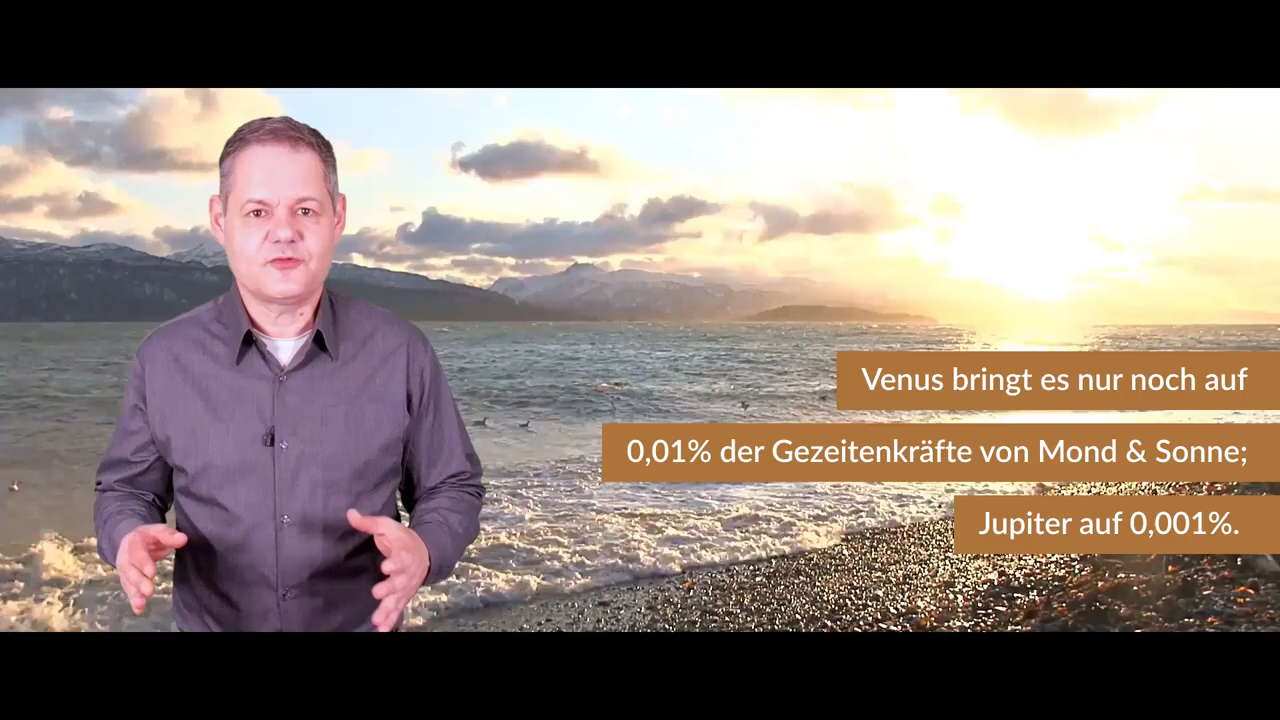 Venus bringt es nur noch auf
0,01% der Gezeitenkräfte von Mond & Sonne;
Jupiter auf 0,001%.